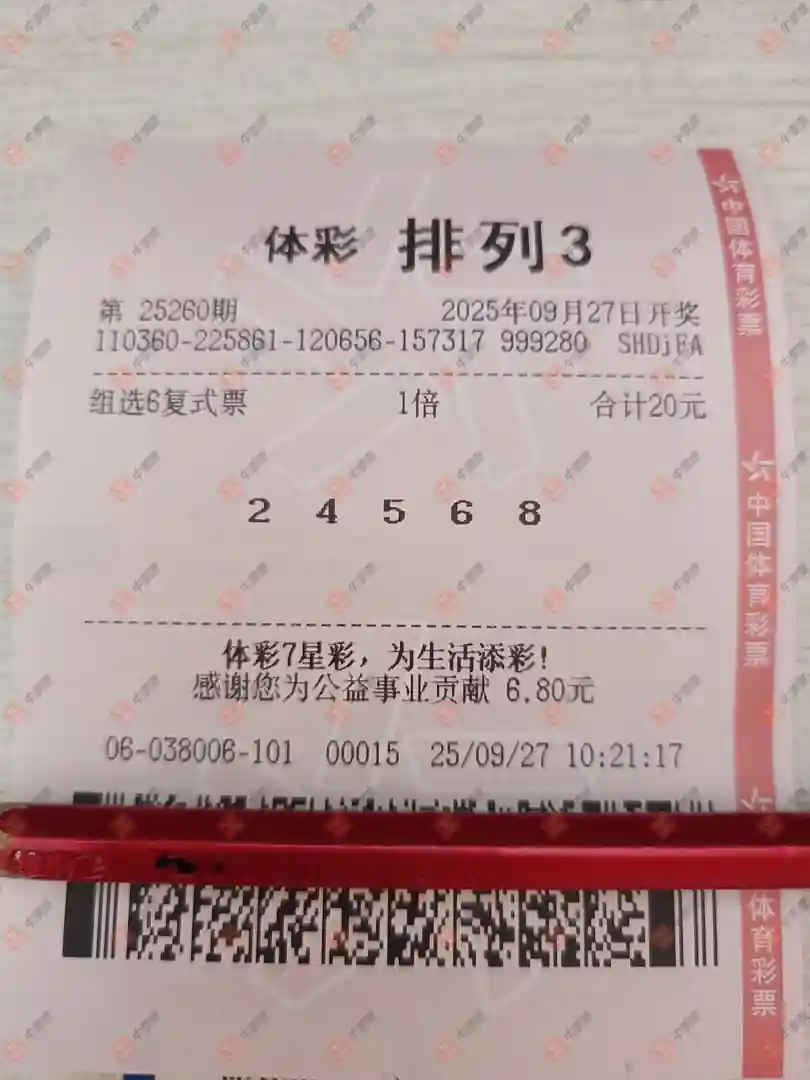 体彩 排列3
第 25260期 2025年09月27日开奖
110360-225861-120656-157317 999280 SHDjEA
组选6复式票 1倍 合计20元
2 4 5 6 8
体彩7星彩，为生活添彩！
感谢您为公益事业贡献 6.80元
06-038006-101 00015 25/09/27 10:21:17
中国体育彩票
中国体育彩票
体育彩票